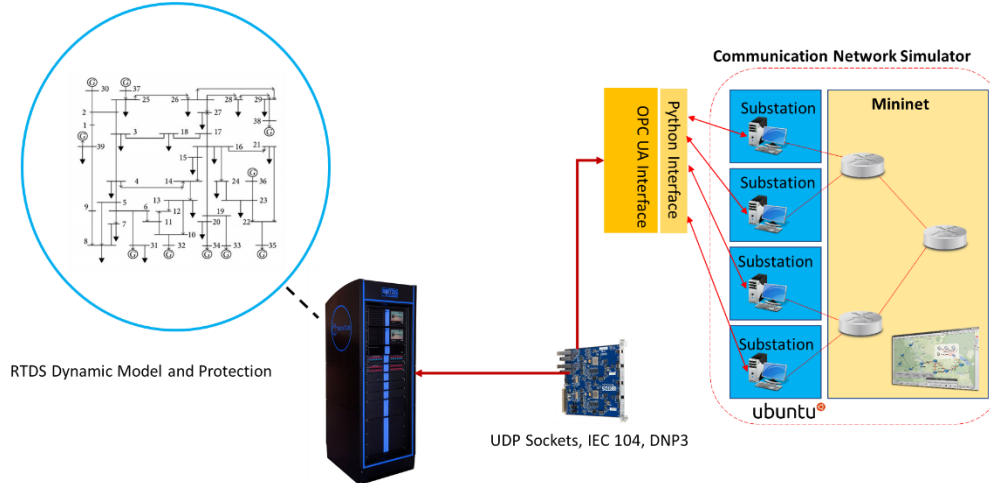 Communication Network Simulator
G
G
30
37
25
26
28
29
2
27
1
38
G
3
18
17
G
39
16
21
15
G
4
14
24
36
13
5
6
12
23
9
19
11
20
22
7
10
8
31
32
34
33
35
G
G
G
G
G
RTDS Dynamic Model and Protection
UDP Sockets, IEC 104, DNP3
OPC UA Interface
Python Interface
Substation
Substation
Substation
Substation
Mininet
ubuntu